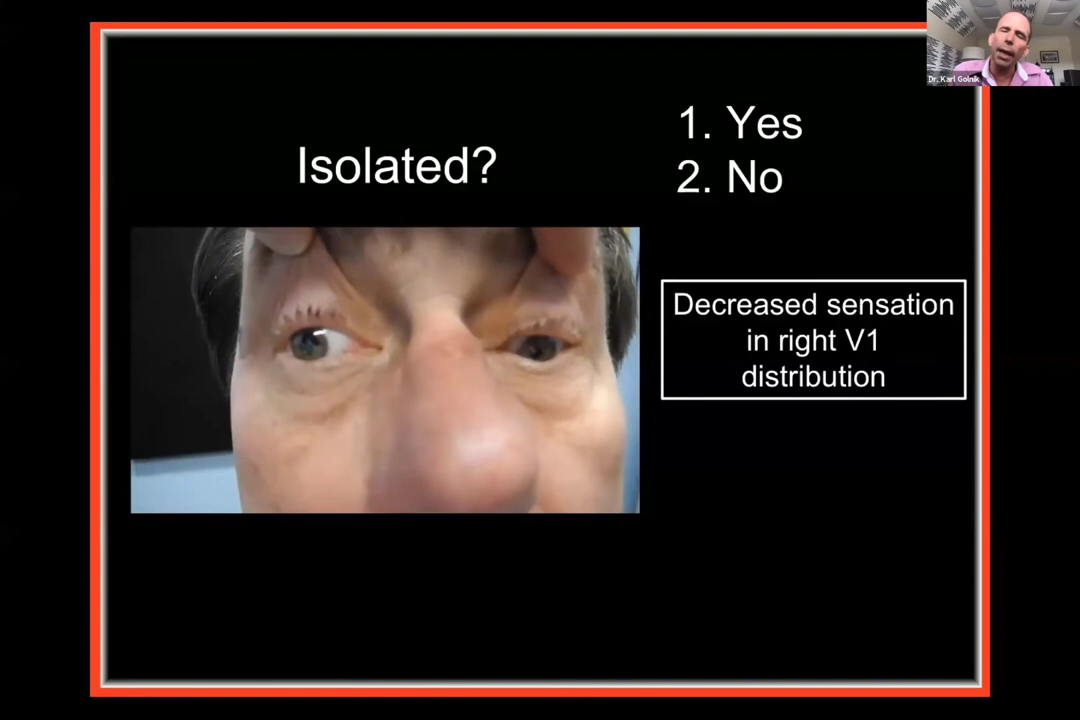 Dr. Karl Golnik
1. Yes
2. No
Isolated?
Decreased sensation
in right V1
distribution